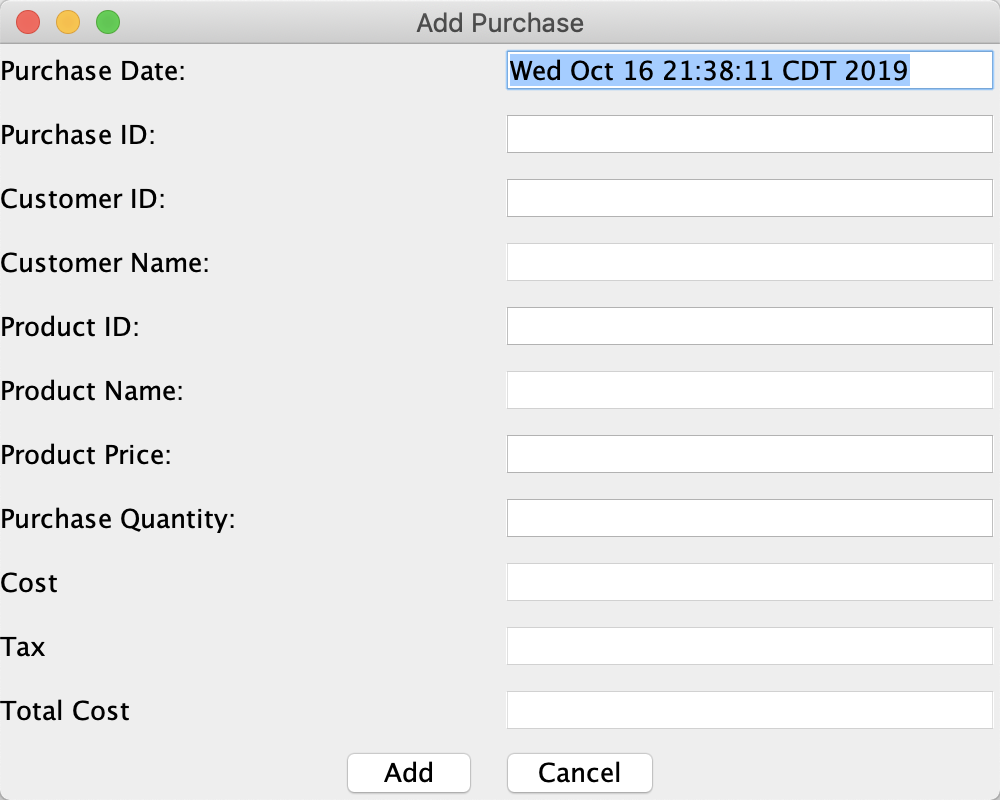 Add Purchase
Purchase Date: Wed Oct 16 21:38:11 CDT 2019
Purchase ID:
Customer ID:
Customer Name:
Product ID:
Product Name:
Product Price:
Purchase Quantity:
Cost
Tax
Total Cost
Add Cancel